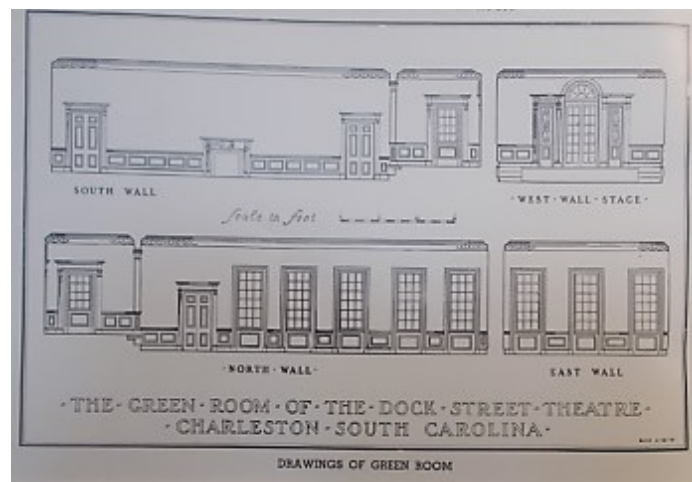 SOUTH WALL
·WEST·WALL·STAGE·
Scale in feet
·NORTH·WALL·
EAST WALL
·THE·GREEN·ROOM·OF·THE·DOCK·STREET·THEATRE·
·CHARLESTON·SOUTH CAROLINA·
DRAWINGS OF GREEN ROOM